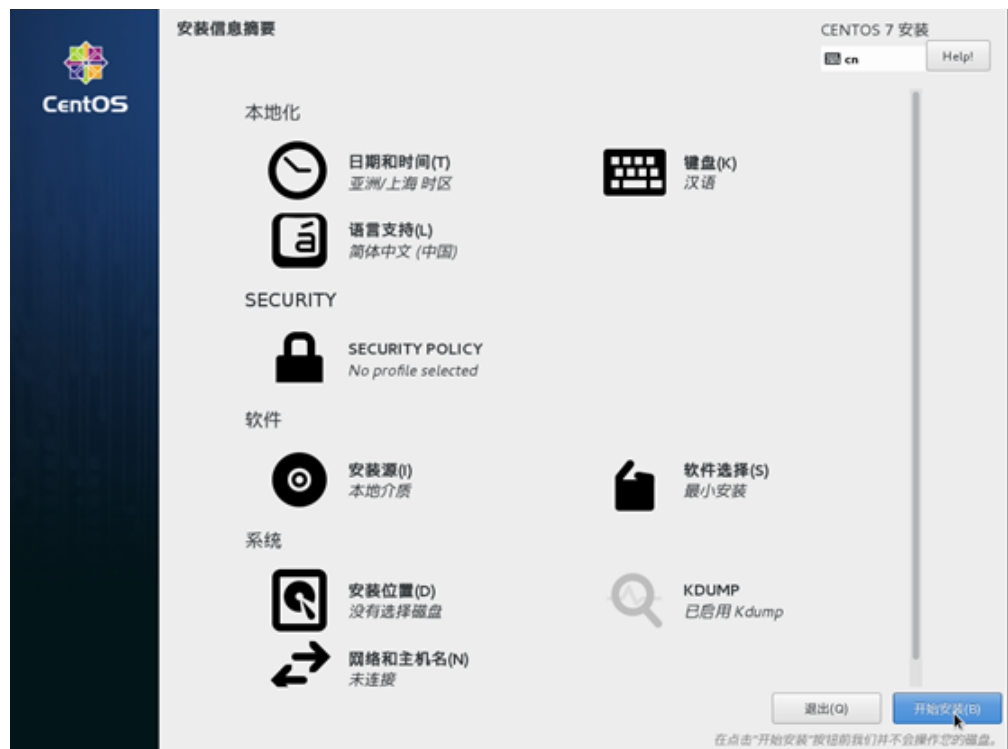 安装信息摘要
CENTOS 7 安装
cn
Help!
CentOS
本地化
日期和时间(T)
亚洲/上海 时区
键盘(K)
汉语
语言支持(L)
简体中文 (中国)
SECURITY
SECURITY POLICY
No profile selected
软件
安装源(I)
本地介质
软件选择(S)
最小安装
系统
安装位置(D)
没有选择磁盘
KDUMP
已启用 Kdump
网络和主机名(N)
未连接
退出(Q)
开始安装(B)
在点击"开始安装"按钮前我们并不会操作您的磁盘。